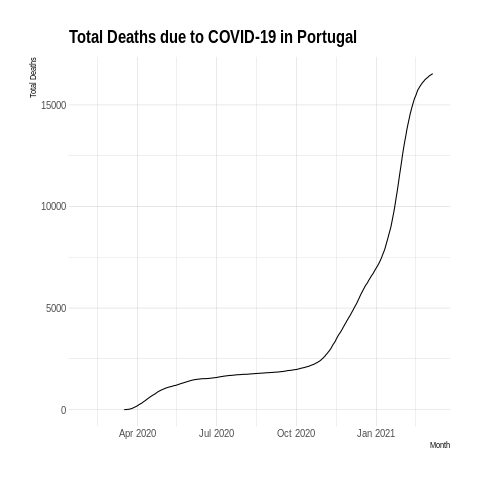 Total Deaths due to COVID-19 in Portugal
Total Deaths
15000
10000
5000
0
Apr 2020 Jul 2020 Oct 2020 Jan 2021
Month